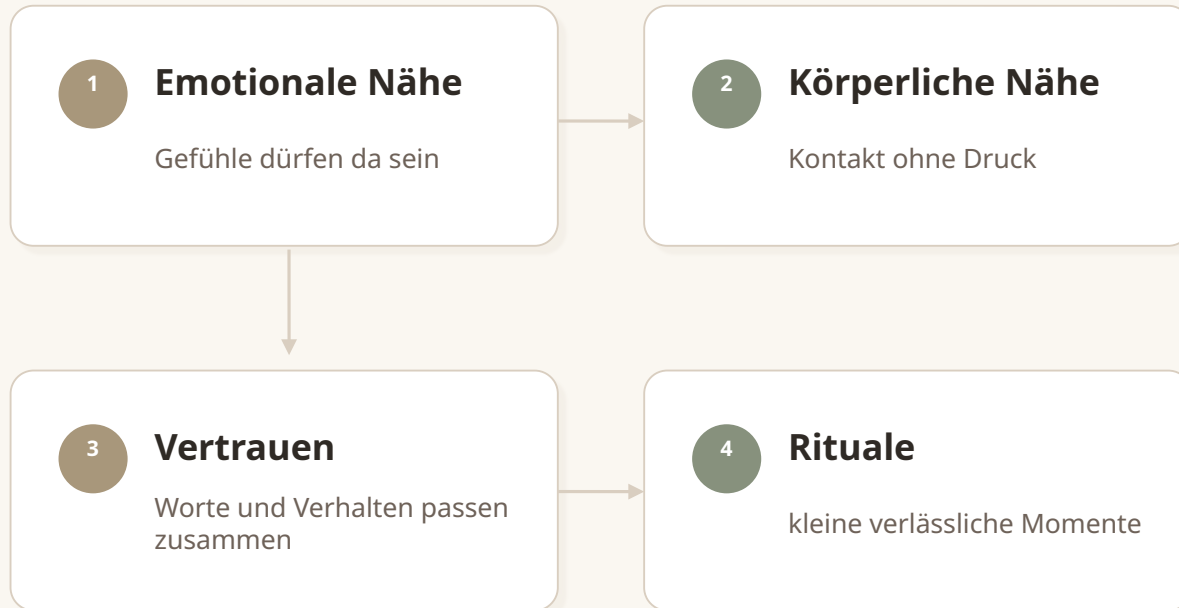 1
Emotionale Nähe
Gefühle dürfen da sein
2
Körperliche Nähe
Kontakt ohne Druck
3
Vertrauen
Worte und Verhalten passen
zusammen
4
Rituale
kleine verlässliche Momente